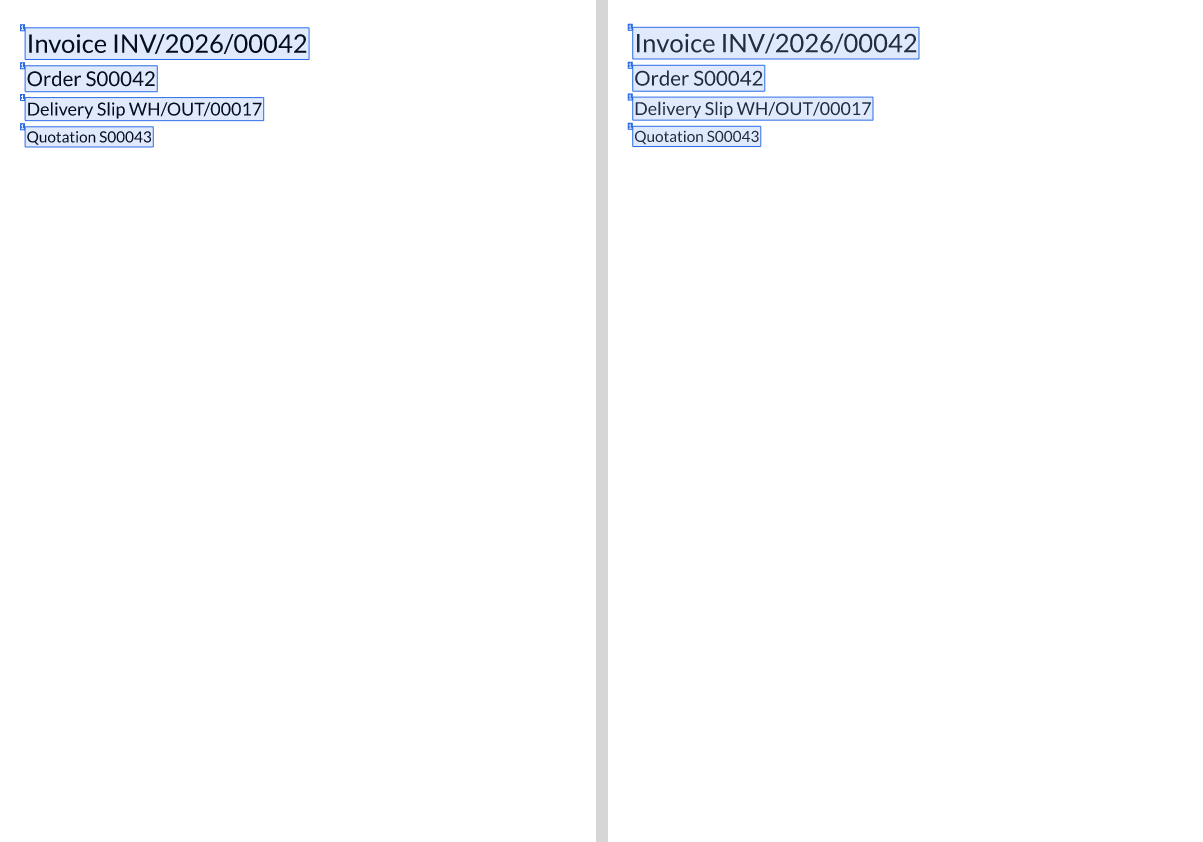 Invoice INV/2026/00042
Order S00042
Delivery Slip WH/OUT/00017
Quotation S00043
Invoice INV/2026/00042
Order S00042
Delivery Slip WH/OUT/00017
Quotation S00043